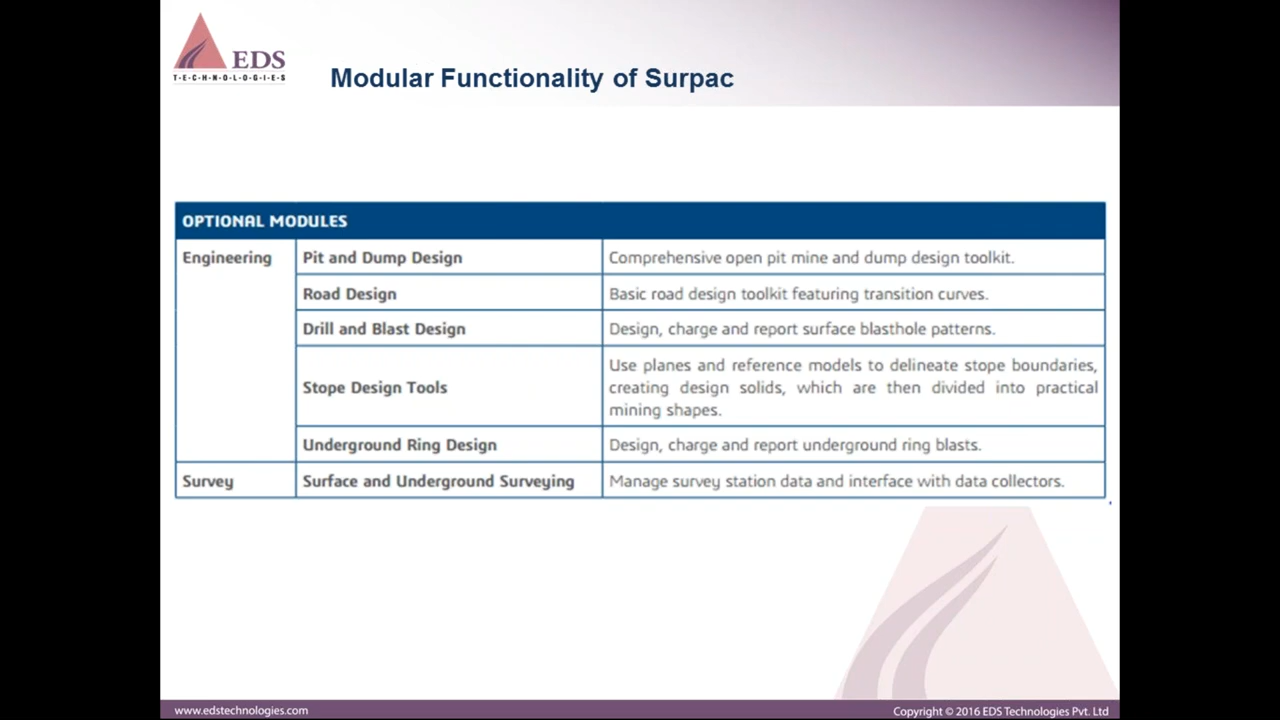 EDS
T-E-C-H-N-O-L-O-G-I-E-S
Modular Functionality of Surpac
OPTIONAL MODULES
Engineering
Pit and Dump Design
Comprehensive open pit mine and dump design toolkit.
Road Design
Basic road design toolkit featuring transition curves.
Drill and Blast Design
Design, charge and report surface blasthole patterns.
Stope Design Tools
Use planes and reference models to delineate stope boundaries,
creating design solids, which are then divided into practical
mining shapes.
Underground Ring Design
Design, charge and report underground ring blasts.
Survey
Surface and Underground Surveying
Manage survey station data and interface with data collectors.
www.edstechnologies.com
Copyright © 2016 EDS Technologies Pvt. Ltd